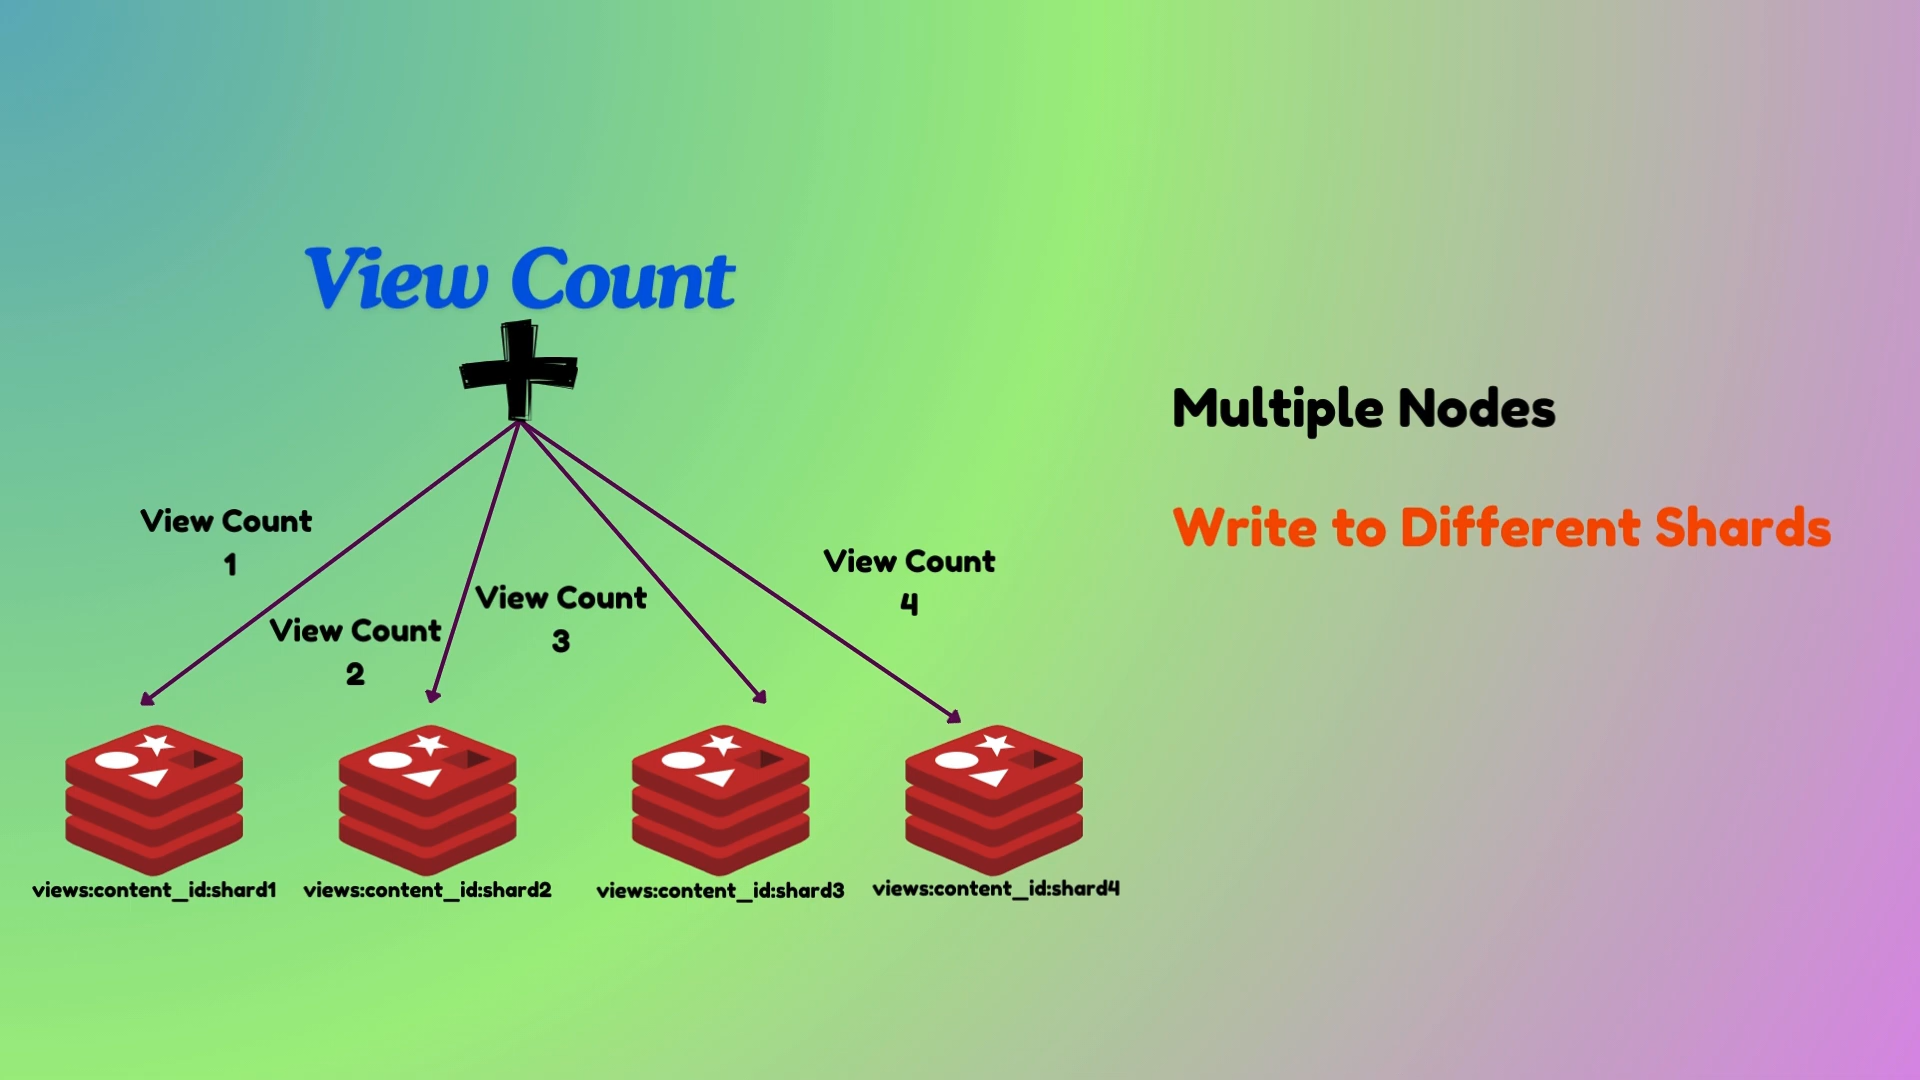 View Count
Multiple Nodes
Write to Different Shards
View Count
1
View Count
2
View Count
3
View Count
4
views:content_id:shard1
views:content_id:shard2
views:content_id:shard3
views:content_id:shard4